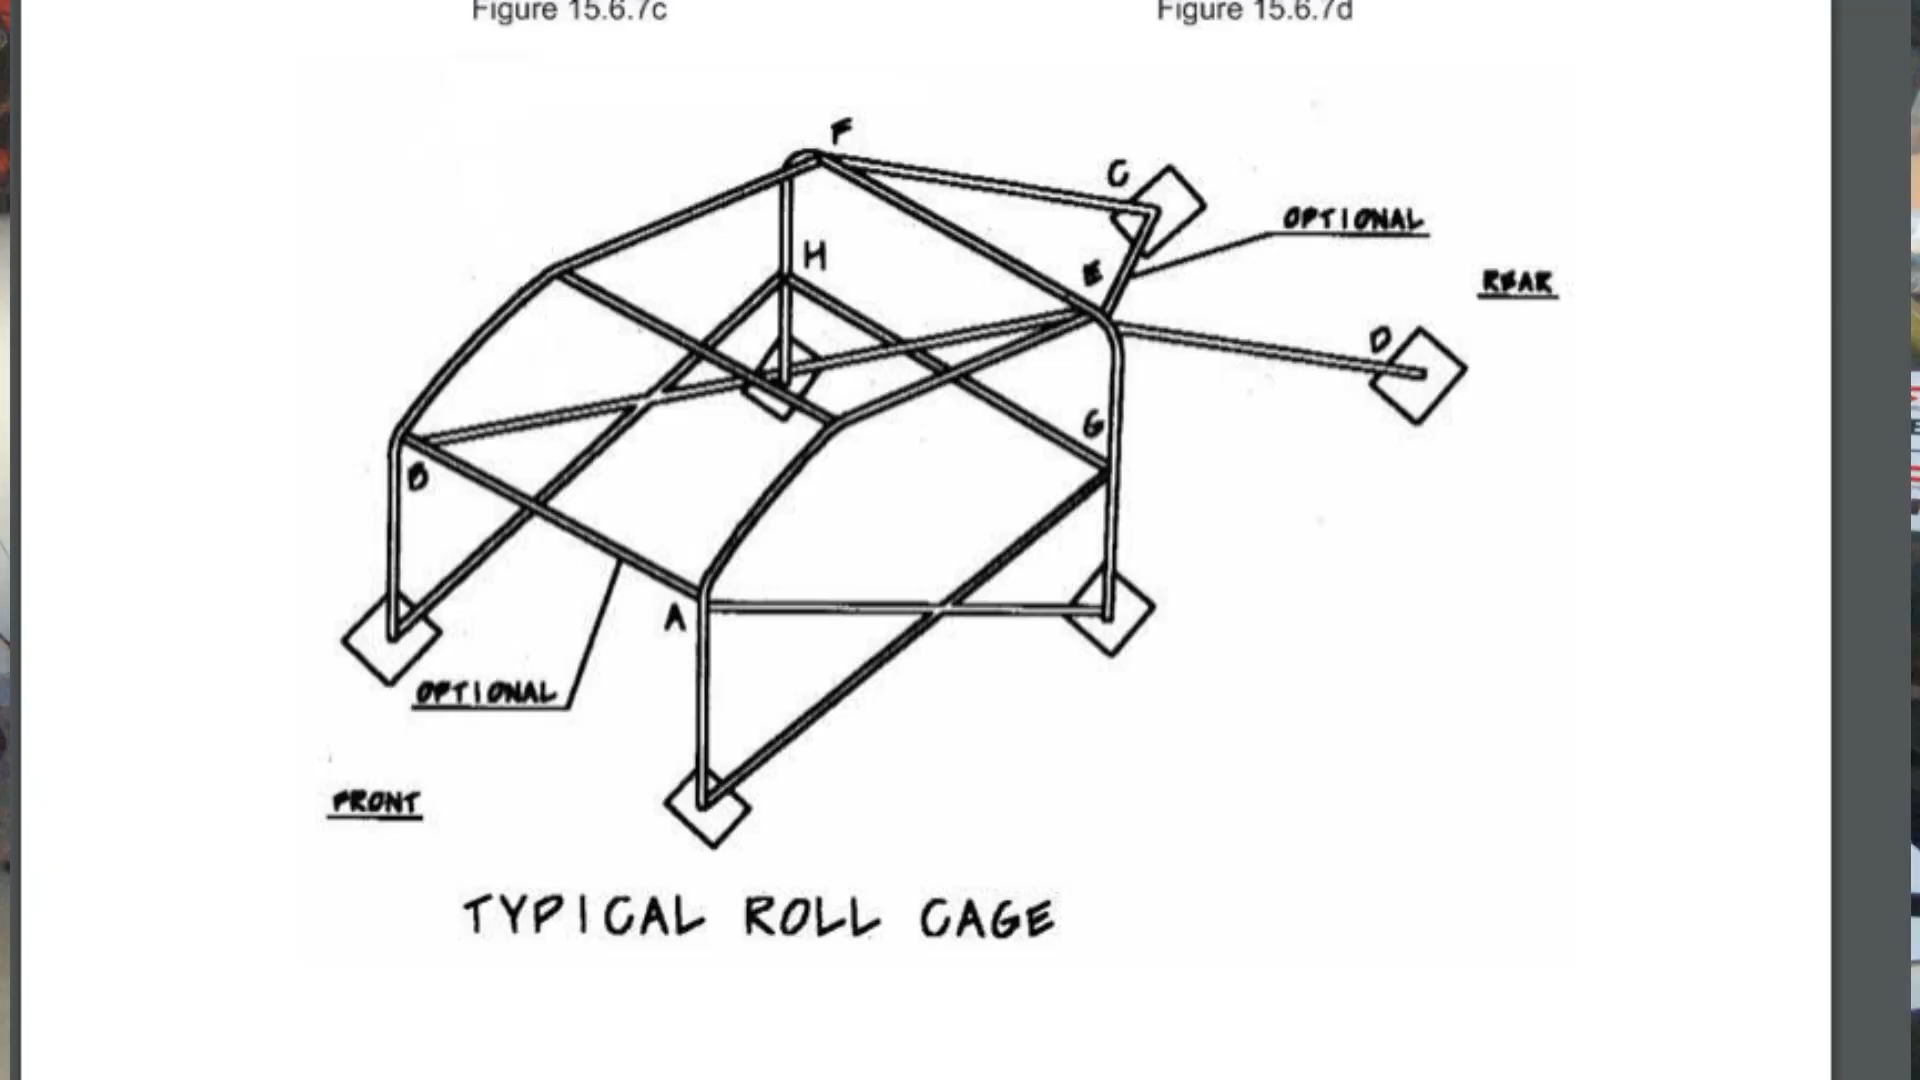 Figure 15.6.7c Figure 15.6.7d
F
C
OPTIONAL
H
E
REAR
D
G
B
A
OPTIONAL
FRONT
TYPICAL ROLL CAGE